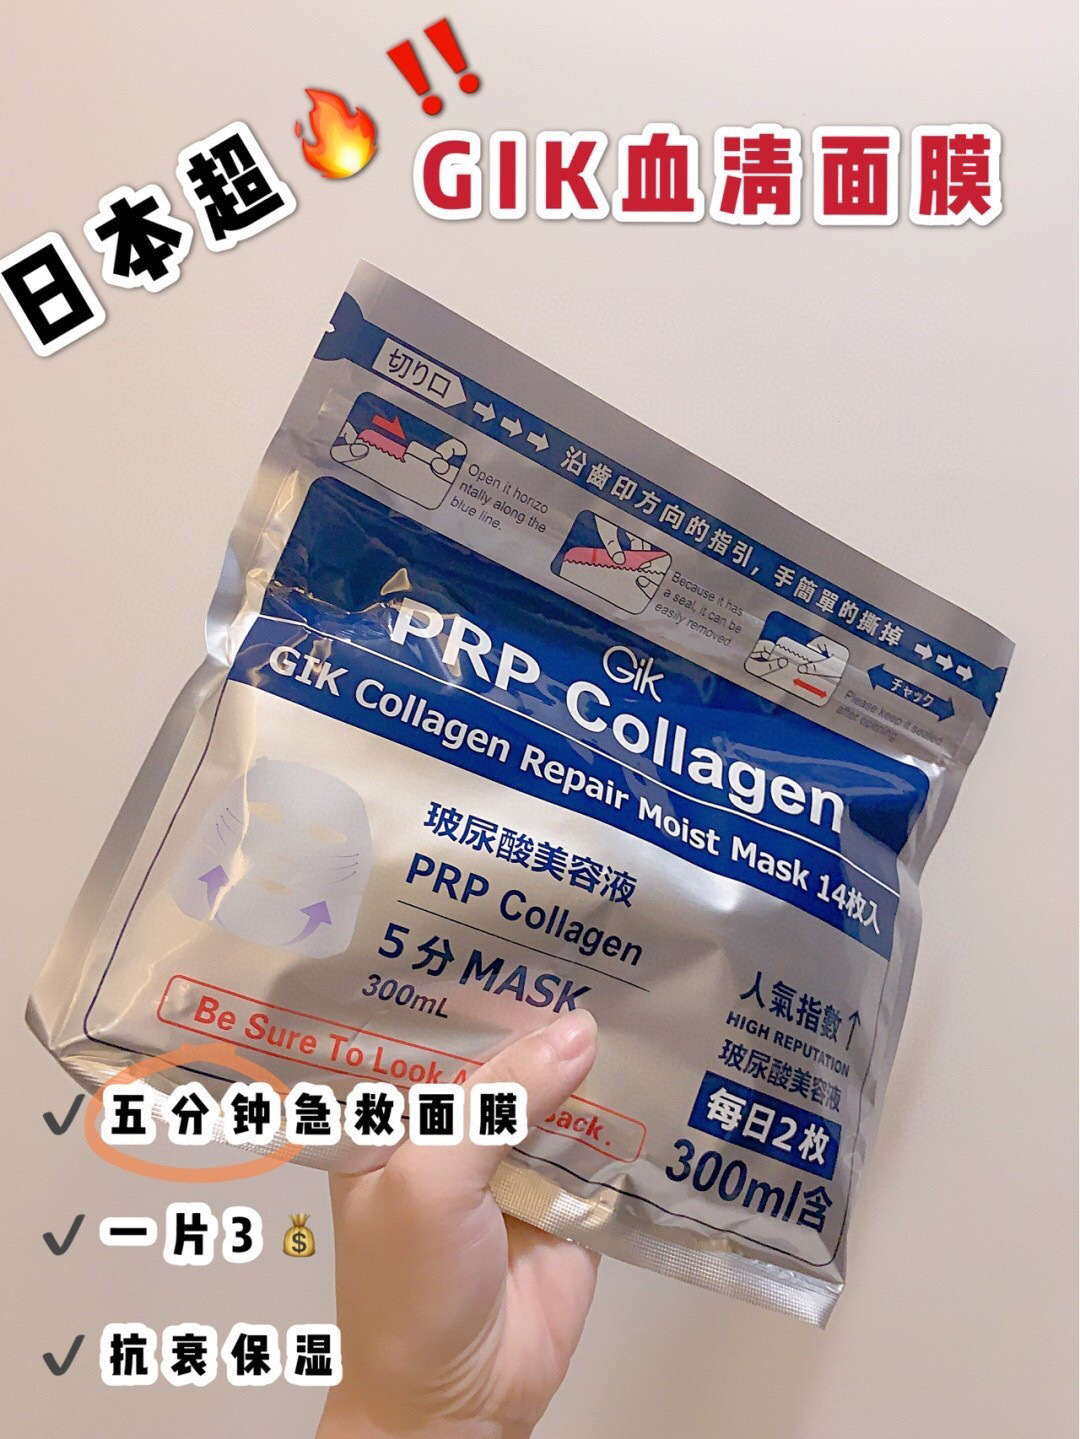 日本超🔥‼️
GIK血清面膜
切り口
沿齒印方向的指引，手簡單的撕掉
Open it horizo
ntally along the
blue line.
Because it has
a seal, it can be
easily removed
チャック
Please keep it sealed
after opening.
Gik
PRP Collagen
GIK Collagen Repair Moist Mask 14枚入
玻尿酸美容液
PRP Collagen
5分MASK
300mL
人氣指數↑
HIGH REPUTATION
玻尿酸美容液
每日2枚
300ml含
Be Sure To Look
Back.
✓五分钟急救面膜
✓一片3💰
✓抗衰保湿